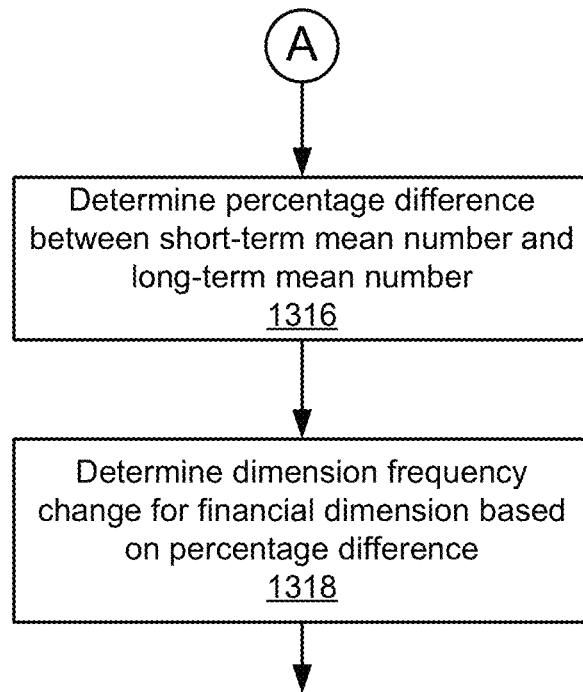 A
Determine percentage difference
between short-term mean number and
long-term mean number
1316
Determine dimension frequency
change for financial dimension based
on percentage difference
1318